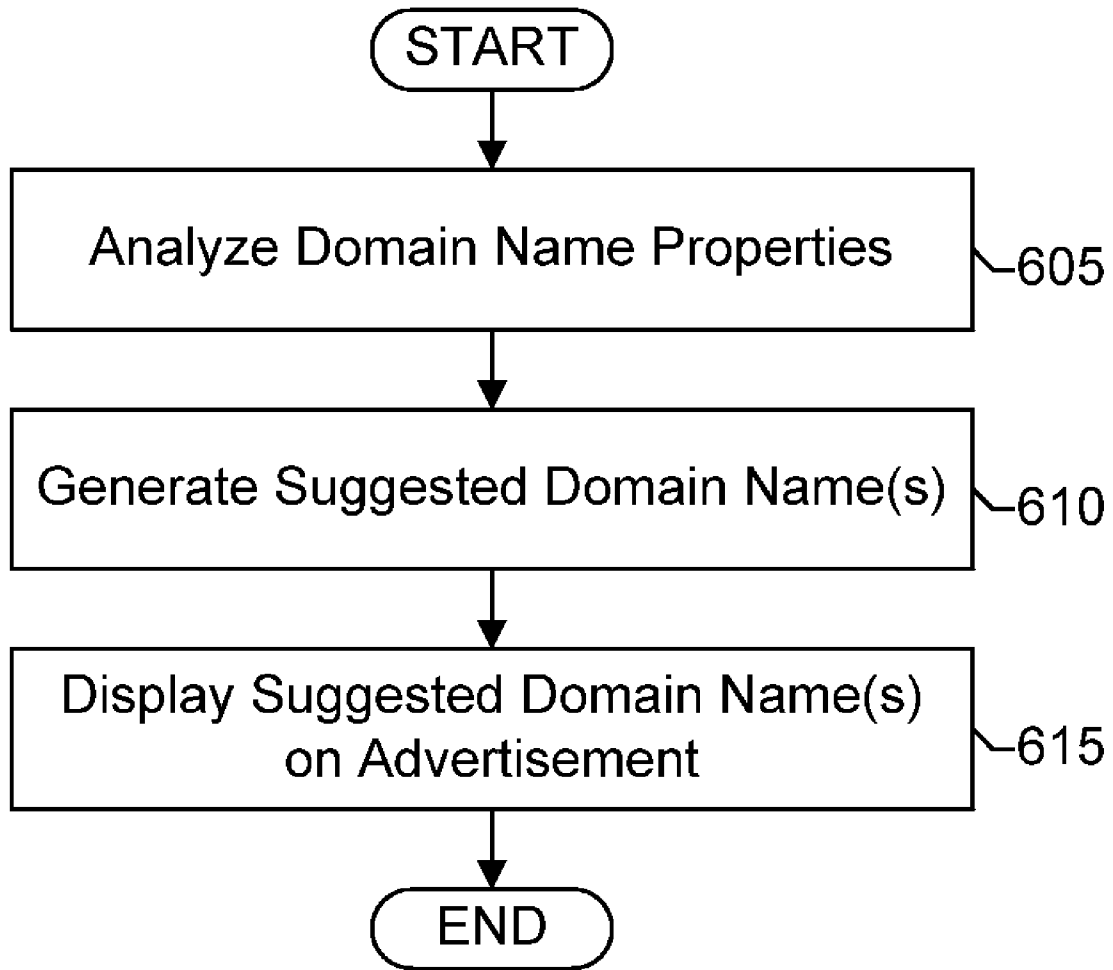 START
Analyze Domain Name Properties
605
Generate Suggested Domain Name(s)
610
Display Suggested Domain Name(s)
on Advertisement
615
END